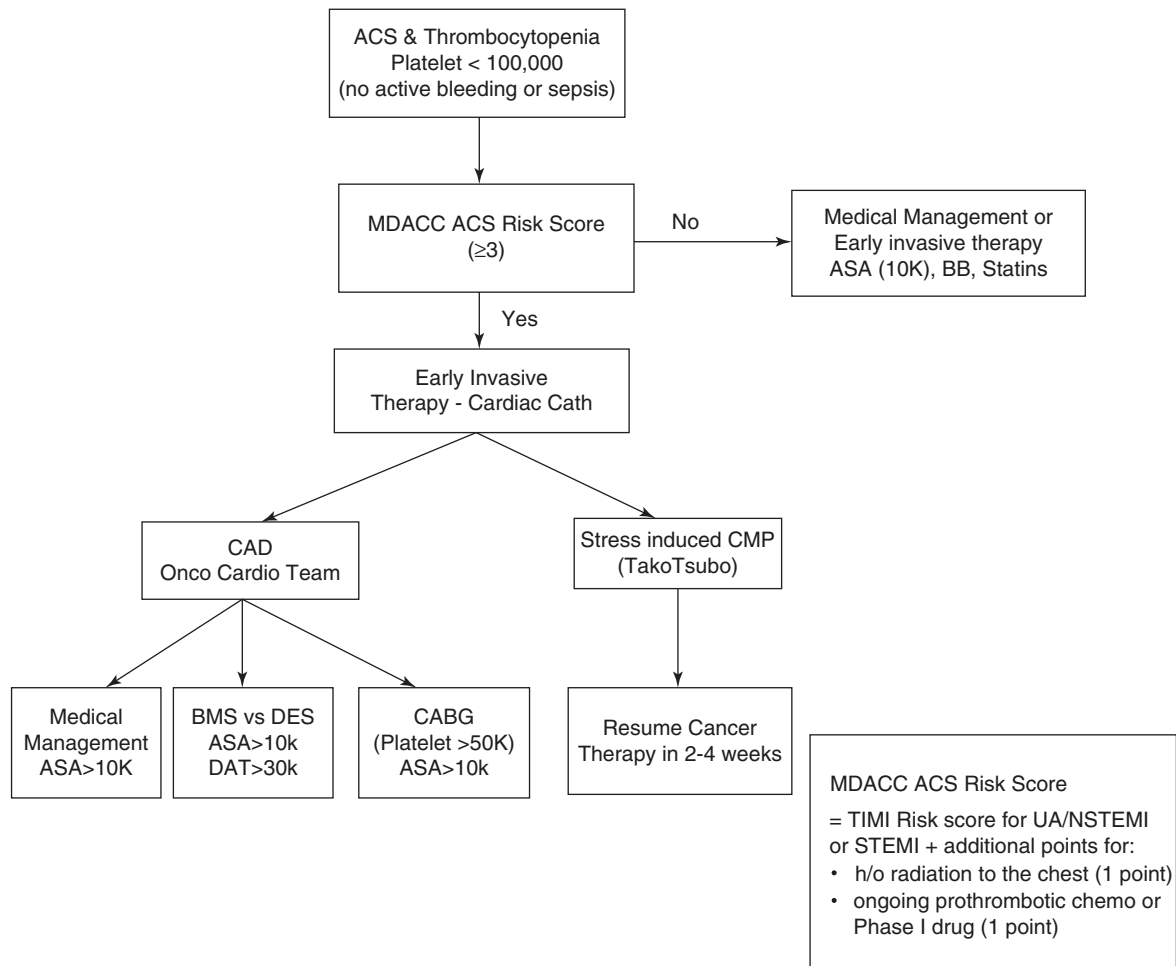 ACS & Thrombocytopenia
Platelet < 100,000
(no active bleeding or sepsis)
MDACC ACS Risk Score
(≥3)
No
Medical Management or
Early invasive therapy
ASA (10K), BB, Statins
Yes
Early Invasive
Therapy - Cardiac Cath
CAD
Onco Cardio Team
Stress induced CMP
(TakoTsubo)
Medical
Management
ASA>10K
BMS vs DES
ASA>10k
DAT>30k
CABG
(Platelet >50K)
ASA>10k
Resume Cancer
Therapy in 2-4 weeks
MDACC ACS Risk Score
= TIMI Risk score for UA/NSTEMI
or STEMI + additional points for:
• h/o radiation to the chest (1 point)
• ongoing prothrombotic chemo or
Phase I drug (1 point)